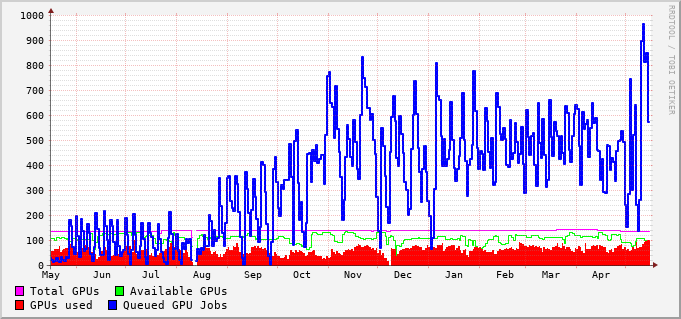 1000
900
800
700
600
500
400
300
200
100
0
May Jun Jul Aug Sep Oct Nov Dec Jan Feb Mar Apr
Total GPUs Available GPUs
GPUs used Queued GPU Jobs
RRDTOOL / TOBI OETIKER